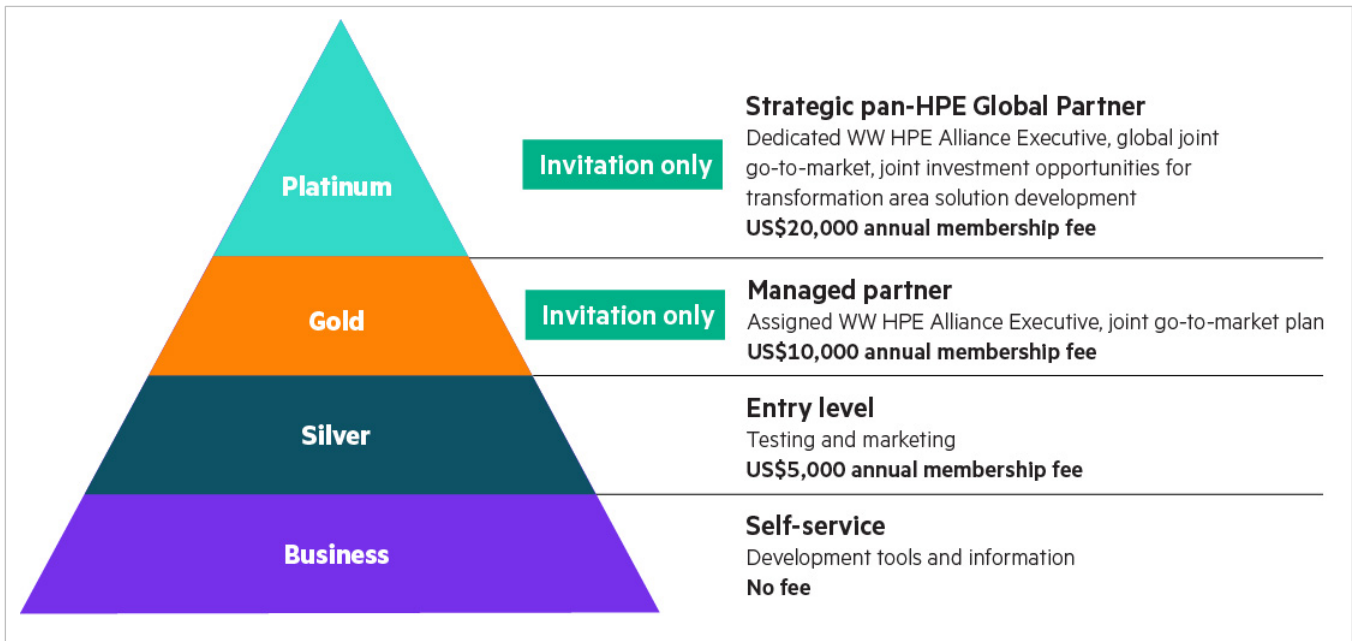 Platinum
Invitation only
Strategic pan-HPE Global Partner
Dedicated WW HPE Alliance Executive, global joint
go-to-market, joint investment opportunities for
transformation area solution development
US$20,000 annual membership fee
Gold
Invitation only
Managed partner
Assigned WW HPE Alliance Executive, joint go-to-market plan
US$10,000 annual membership fee
Silver
Entry level
Testing and marketing
US$5,000 annual membership fee
Business
Self-service
Development tools and information
No fee